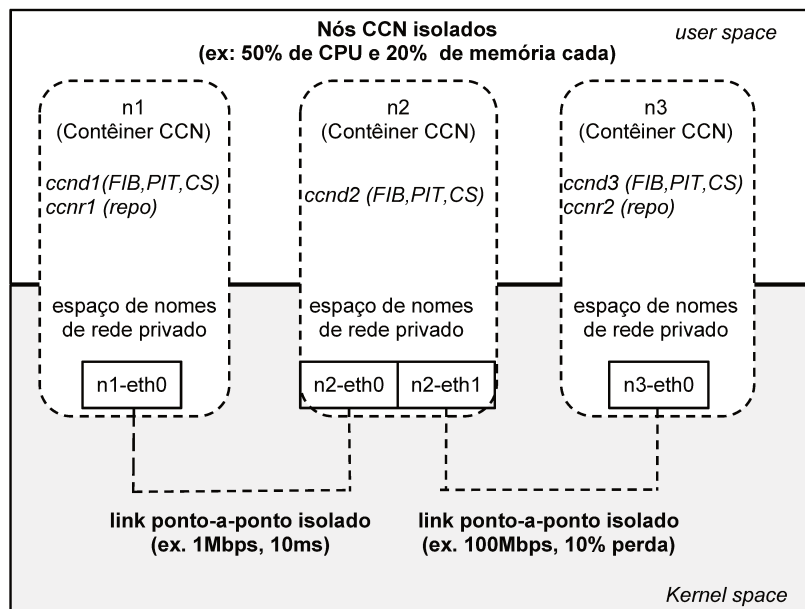 Nós CCN isolados
(ex: 50% de CPU e 20% de memória cada)
user space
n1
(Contêiner CCN)
ccnd1(FIB,PIT,CS)
ccnr1 (repo)
n2
(Contêiner CCN)
ccnd2 (FIB,PIT,CS)
n3
(Contêiner CCN)
ccnd3 (FIB,PIT,CS)
ccnr2 (repo)
espaço de nomes
de rede privado
espaço de nomes
de rede privado
espaço de nomes
de rede privado
n1-eth0
n2-eth0
n2-eth1
n3-eth0
link ponto-a-ponto isolado
(ex. 1Mbps, 10ms)
link ponto-a-ponto isolado
(ex. 100Mbps, 10% perda)
Kernel space